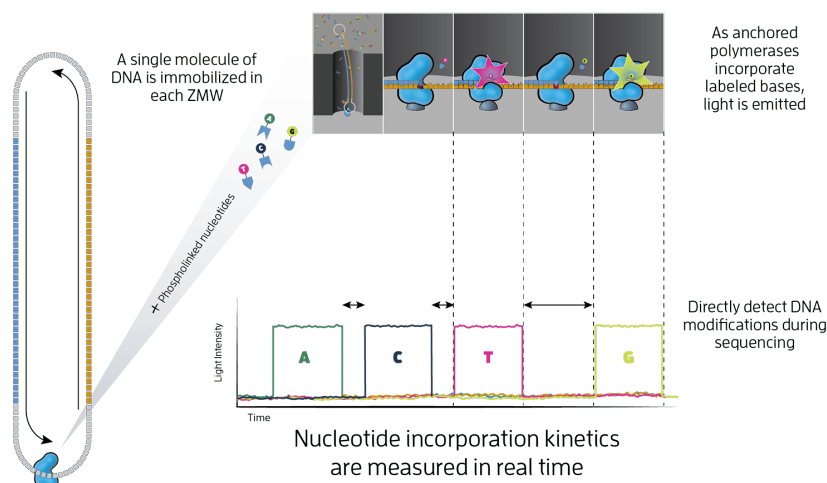 A single molecule of
DNA is immobilized in
each ZMW
As anchored
polymerases
incorporate
labeled bases,
light is emitted
A
G
C
T
+ Phospholinked nucleotides
T
G
Light Intensity
A
C
T
G
Time
Directly detect DNA
modifications during
sequencing
Nucleotide incorporation kinetics
are measured in real time